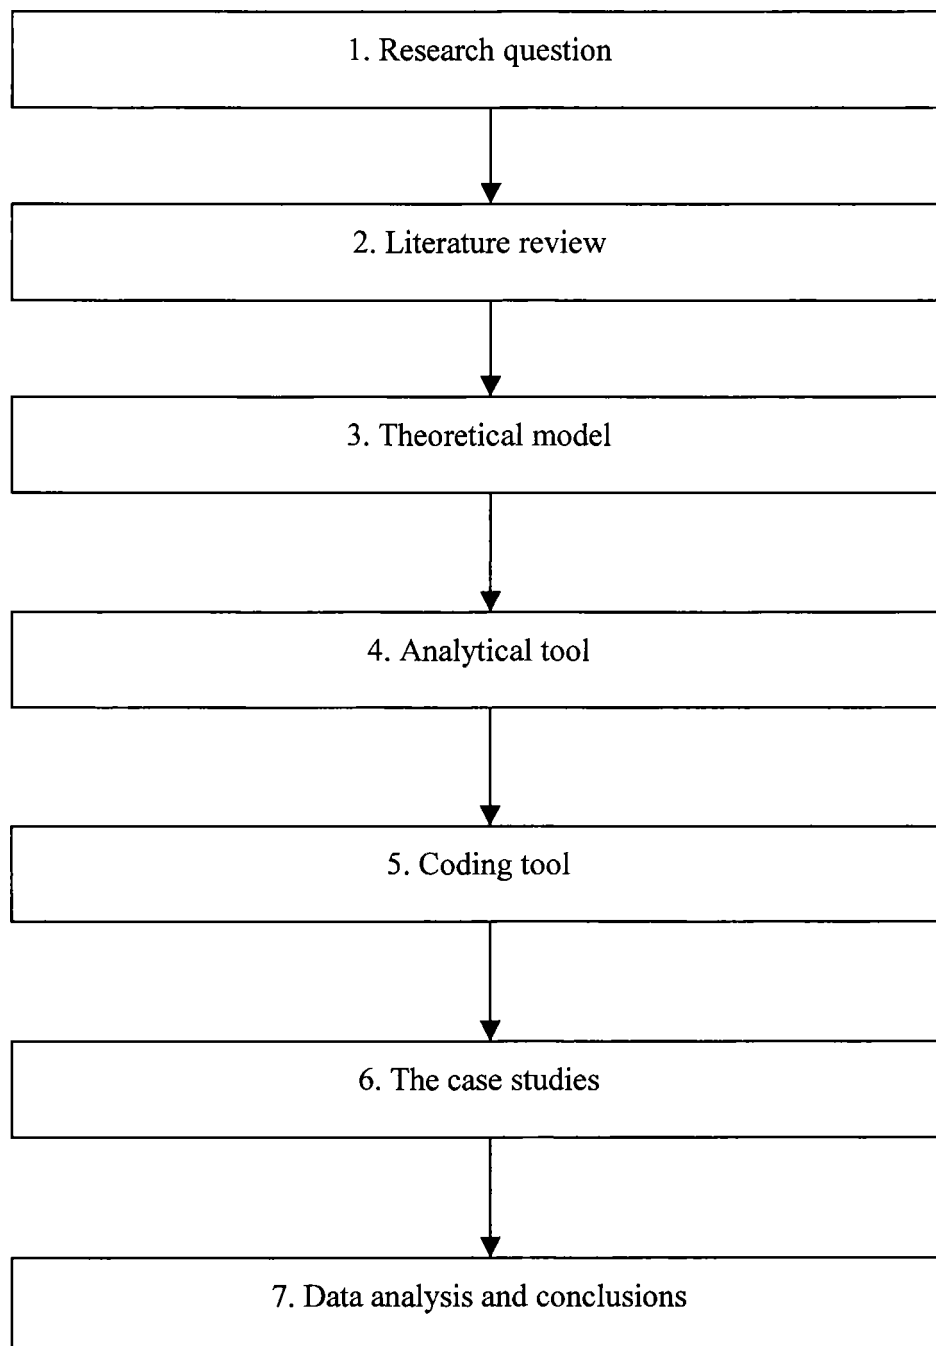 1. Research question
2. Literature review
3. Theoretical model
4. Analytical tool
5. Coding tool
6. The case studies
7. Data analysis and conclusions